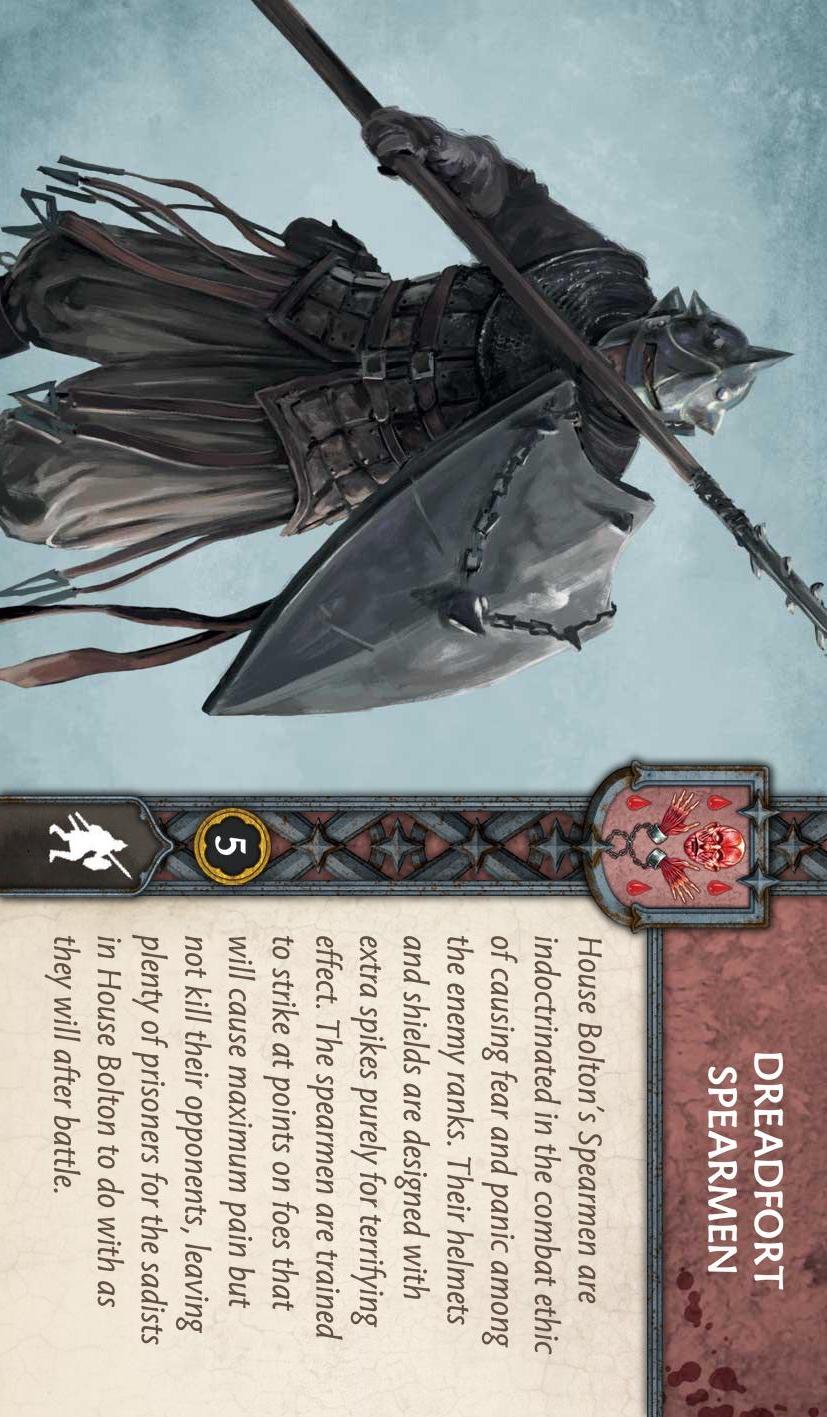 DREADFORT
SPEARMEN
House Bolton's Spearmen are
indoctrinated in the combat ethic
of causing fear and panic among
the enemy ranks. Their helmets
and shields are designed with
extra spikes purely for terrifying
effect. The spearmen are trained
to strike at points on foes that
will cause maximum pain but
not kill their opponents, leaving
plenty of prisoners for the sadists
in House Bolton to do with as
they will after battle.
5